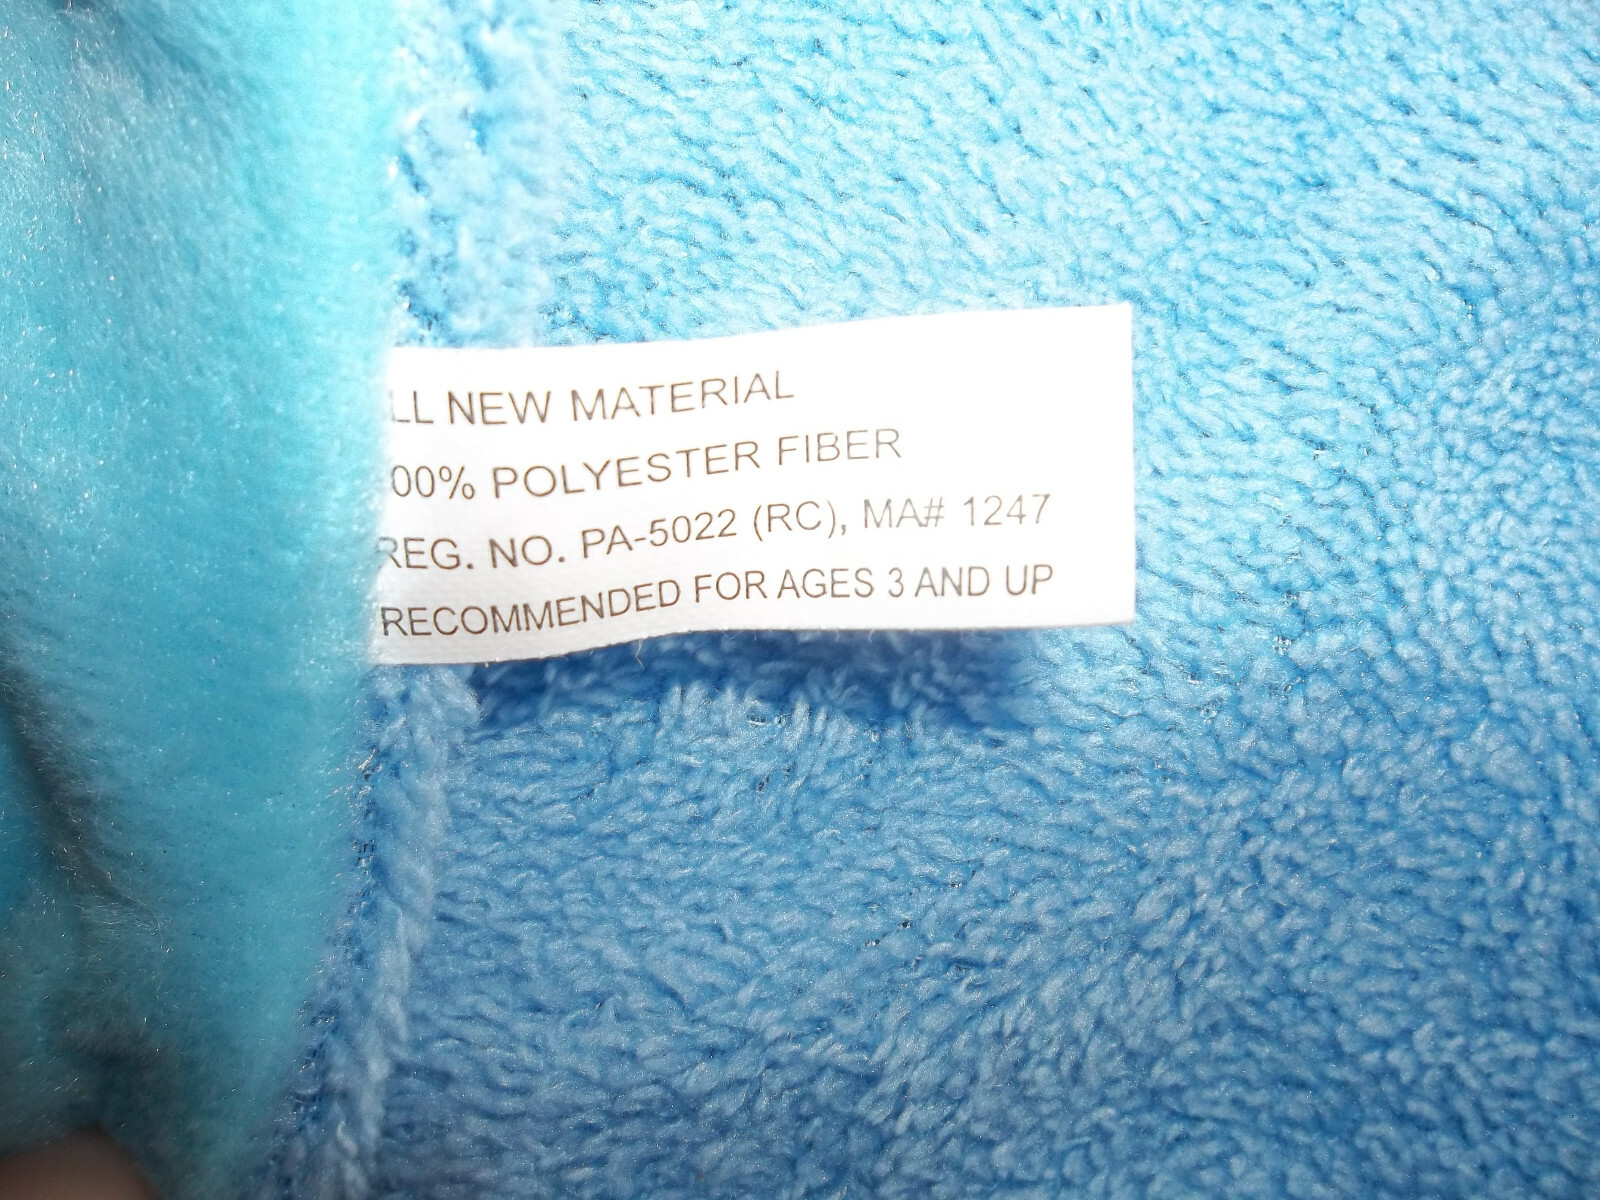 LL NEW MATERIAL
00% POLYESTER FIBER
REG. NO. PA-5022 (RC), MA# 1247
RECOMMENDED FOR AGES 3 AND UP